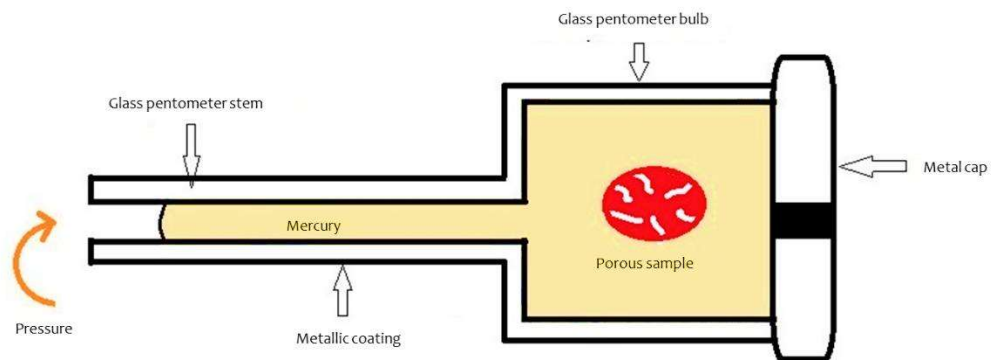 Glass pentometer bulb
Glass pentometer stem
Metal cap
Mercury
Porous sample
Pressure
Metallic coating